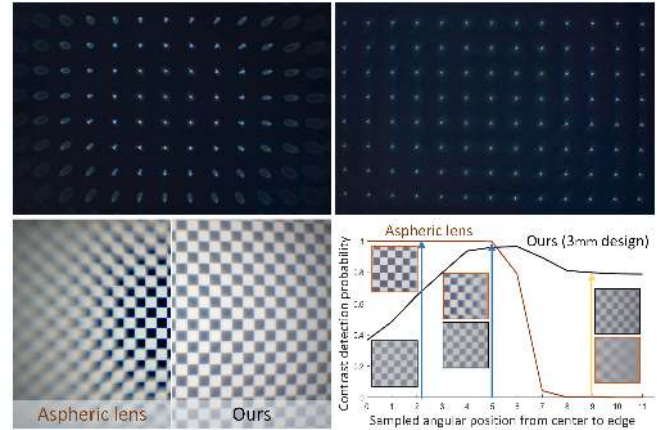 Aspheric lens
Ours
Aspheric lens
Ours (3mm design)
Contrast detection probability
1
0.8
0.6
0.4
0.2
0
0 1 2 3 4 5 6 7 8 9 10 11
Sampled angular position from center to edge